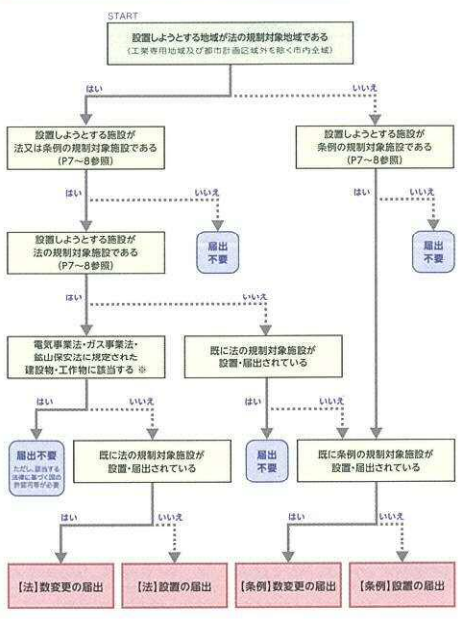 START
設置しようとする地域が法の規制対象地域である
(工業専用地域及び都市計画区域外を除く市内全域)
はい
いいえ
設置しようとする施設が
法又は条例の規制対象施設である
(P7~8参照)
設置しようとする施設が
条例の規制対象施設である
(P7~8参照)
はい
いいえ
はい
いいえ
届出
不要
届出
不要
設置しようとする施設が
法の規制対象施設である
(P7~8参照)
はい
いいえ
電気事業法・ガス事業法・
鉱山保安法に規定された
建設物・工作物に該当する ※
既に法の規制対象施設が
設置・届出されている
はい
いいえ
はい
いいえ
届出不要
ただし、該当する
法律に基づく国の
許認可等が必要
既に法の規制対象施設が
設置・届出されている
届出
不要
既に条例の規制対象施設が
設置・届出されている
はい
いいえ
はい
いいえ
【法】数変更の届出
【法】設置の届出
【条例】数変更の届出
【条例】設置の届出